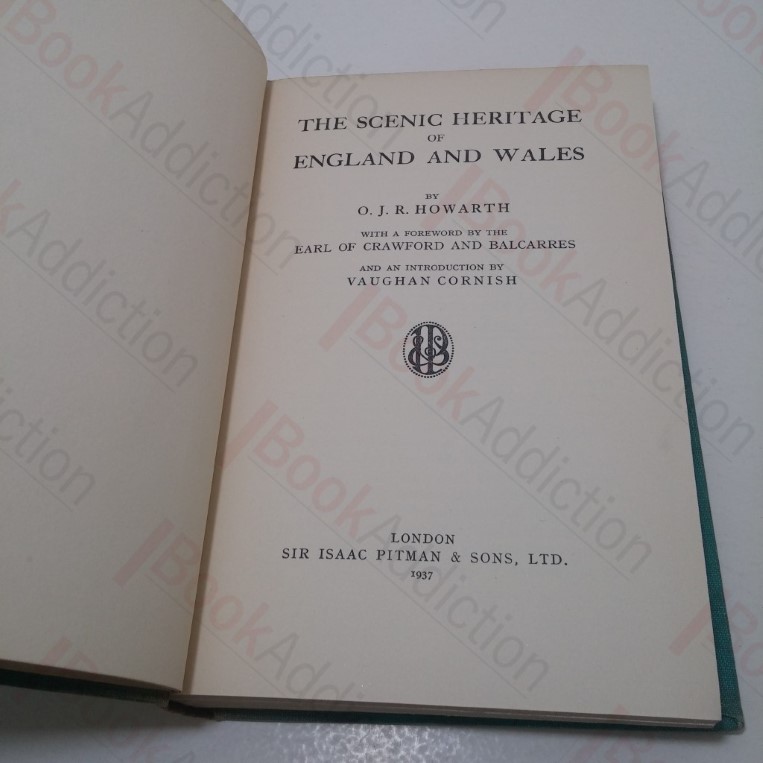 THE SCENIC HERITAGE
OF
ENGLAND AND WALES
BY
O. J. R. HOWARTH
WITH A FOREWORD BY THE
EARL OF CRAWFORD AND BALCARRES
AND AN INTRODUCTION BY
VAUGHAN CORNISH
LONDON
SIR ISAAC PITMAN & SONS, LTD.
1937
BookAddiction